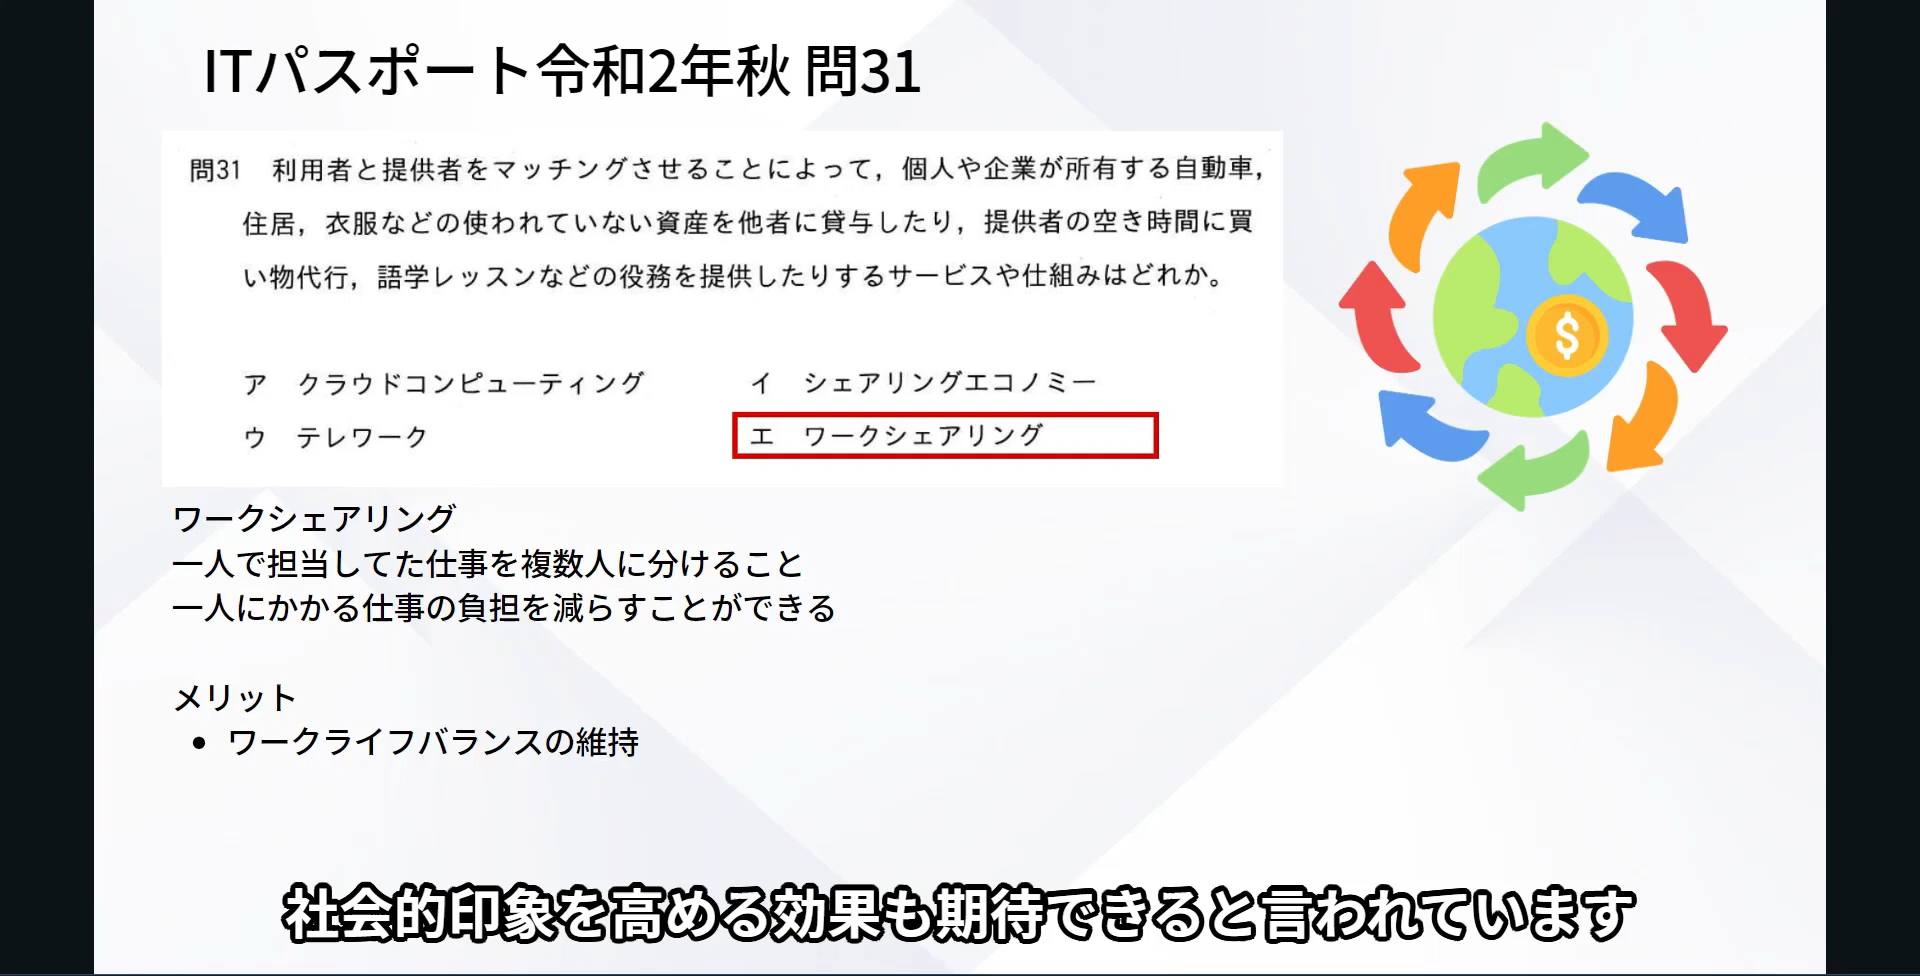 ITパスポート令和2年秋 問31
問31 利用者と提供者をマッチングさせることによって，個人や企業が所有する自動車，
住居，衣服などの使われていない資産を他者に貸与したり，提供者の空き時間に買
い物代行，語学レッスンなどの役務を提供したりするサービスや仕組みはどれか。
ア クラウドコンピューティング イ シェアリングエコノミー
ウ テレワーク エ ワークシェアリング
$
ワークシェアリング
一人で担当してた仕事を複数人に分けること
一人にかかる仕事の負担を減らすことができる
メリット
• ワークライフバランスの維持
社会的印象を高める効果も期待できると言われています